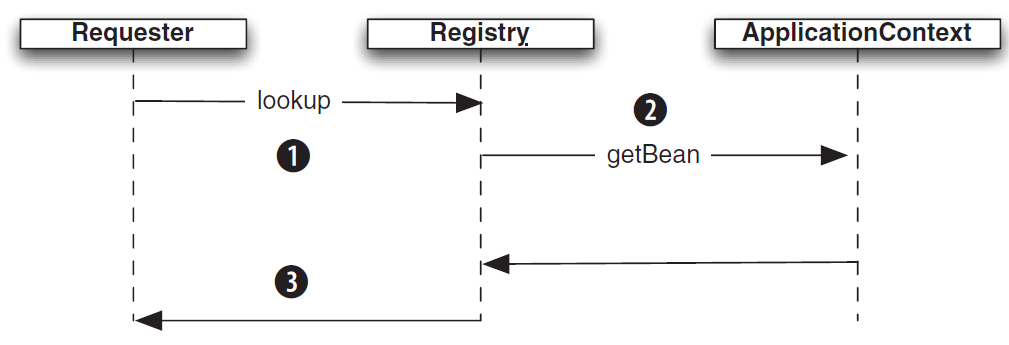 Requester
Registry
ApplicationContext
lookup
2
1
getBean
3